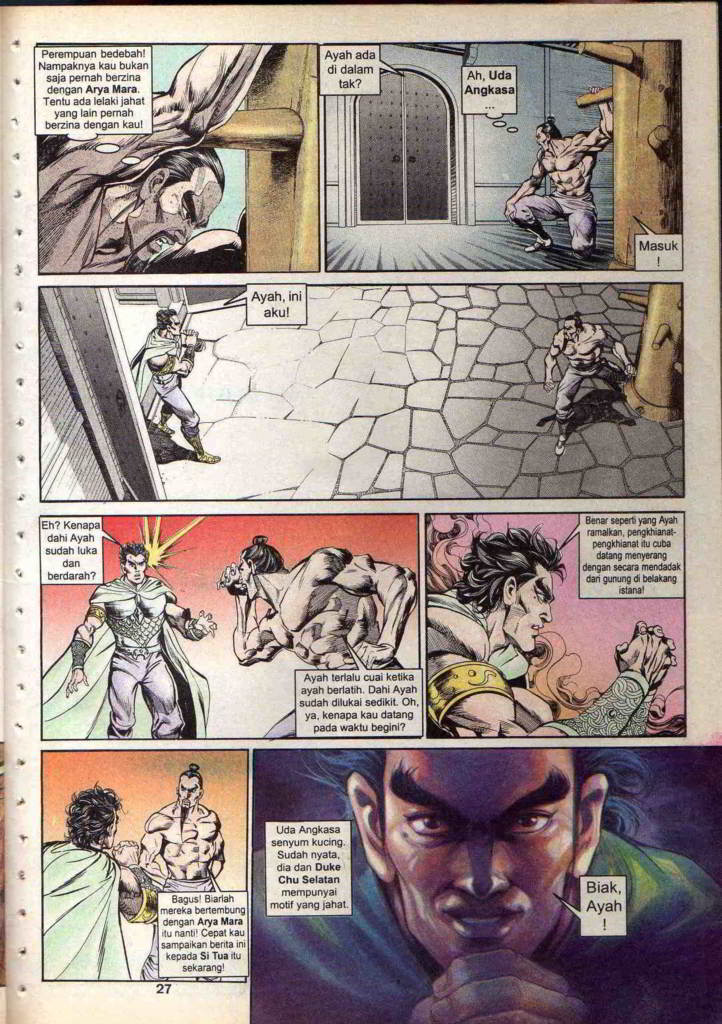 Perempuan bedebah!
Nampaknya kau bukan
saja pernah berzina
dengan Arya Mara.
Tentu ada lelaki jahat
yang lain pernah
berzina dengan kau!
Ayah ada
di dalam
tak?
Ah, Uda
Angkasa
...
Masuk
!
Ayah, ini
aku!
Eh? Kenapa
dahi Ayah
sudah luka
dan
berdarah?
Ayah terlalu cuai ketika
ayah berlatih. Dahi Ayah
sudah dilukai sedikit. Oh,
ya, kenapa kau datang
pada waktu begini?
Benar seperti yang Ayah
ramalkan, pengkhianat-
pengkhianat itu cuba
datang menyerang
dengan secara mendadak
dari gunung di belakang
istana!
Bagus! Biarlah
mereka bertembung
dengan Arya Mara
itu nanti! Cepat kau
sampaikan berita ini
kepada Si Tua itu
sekarang!
Uda Angkasa
senyum kucing.
Sudah nyata,
dia dan Duke
Chu Selatan
mempunyai
motif yang jahat.
Biak,
Ayah
!
27